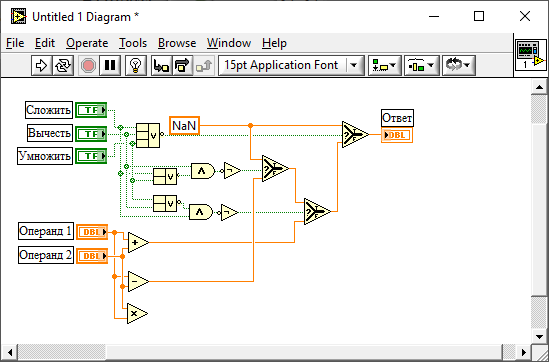 Untitled 1 Diagram *
File Edit Operate Tools Browse Window Help
15pt Application Font
1
Сложить TF
Вычесть TF
Умножить TF
NaN
Ответ
DBL
Операнд 1 DBL
Операнд 2 DBL